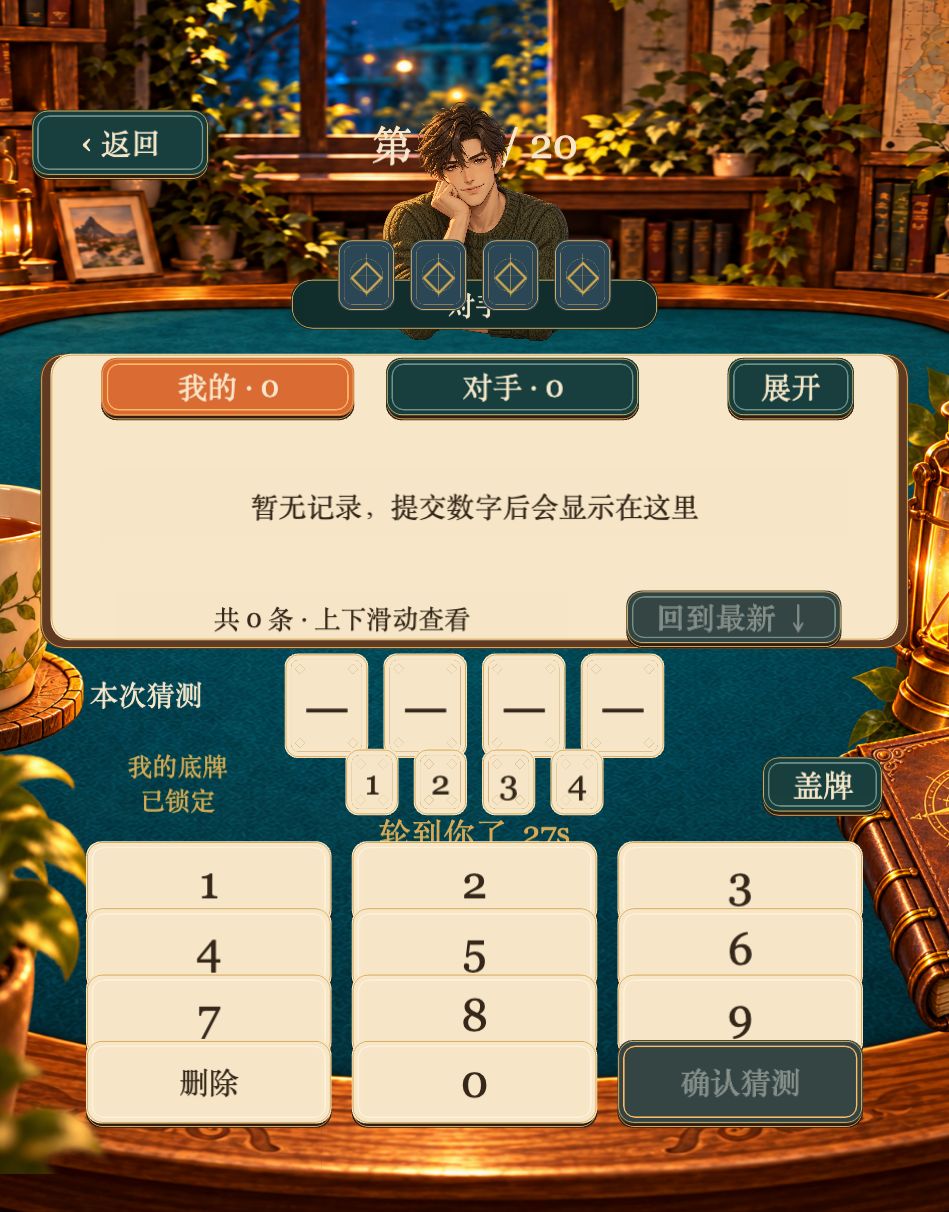 ‹ 返回
第 / 20
对手
我的 · 0
对手 · 0
展开
暂无记录，提交数字后会显示在这里
共 0 条 · 上下滑动查看
回到最新 ↓
本次猜测
— — — —
我的底牌
已锁定
1 2 3 4
盖牌
轮到你了 27s
1 2 3
4 5 6
7 8 9
删除 0 确认猜测